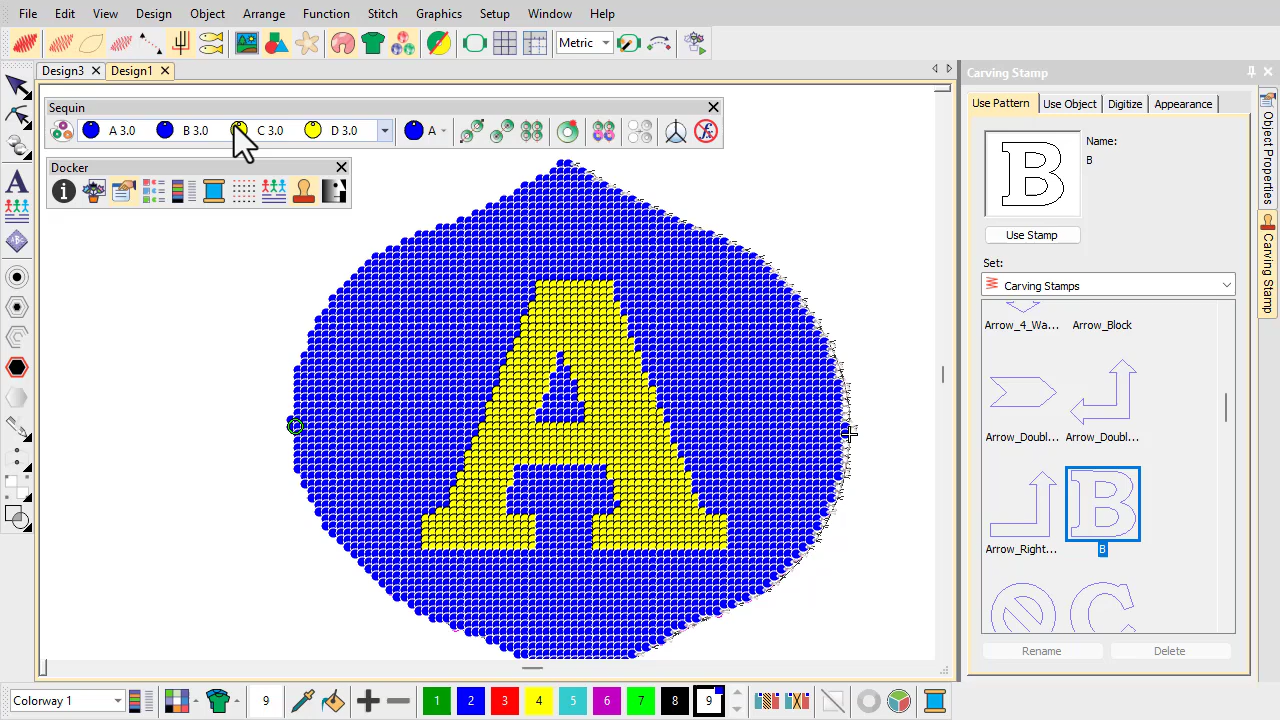 File Edit View Design Object Arrange Function Stitch Graphics Setup Window Help
Metric
Design3 Design1
Carving Stamp
Use Pattern Use Object Digitize Appearance
Sequin
A 3.0 B 3.0 C 3.0 D 3.0 A
Docker
Name:
B
B
Use Stamp
Set:
Carving Stamps
Arrow_4_Wa... Arrow_Block
Arrow_Doubl... Arrow_Doubl...
Arrow_Right... B
Rename Delete
Object Properties
Carving Stamp
A
Colorway 1 9 1 2 3 4 5 6 7 8 9